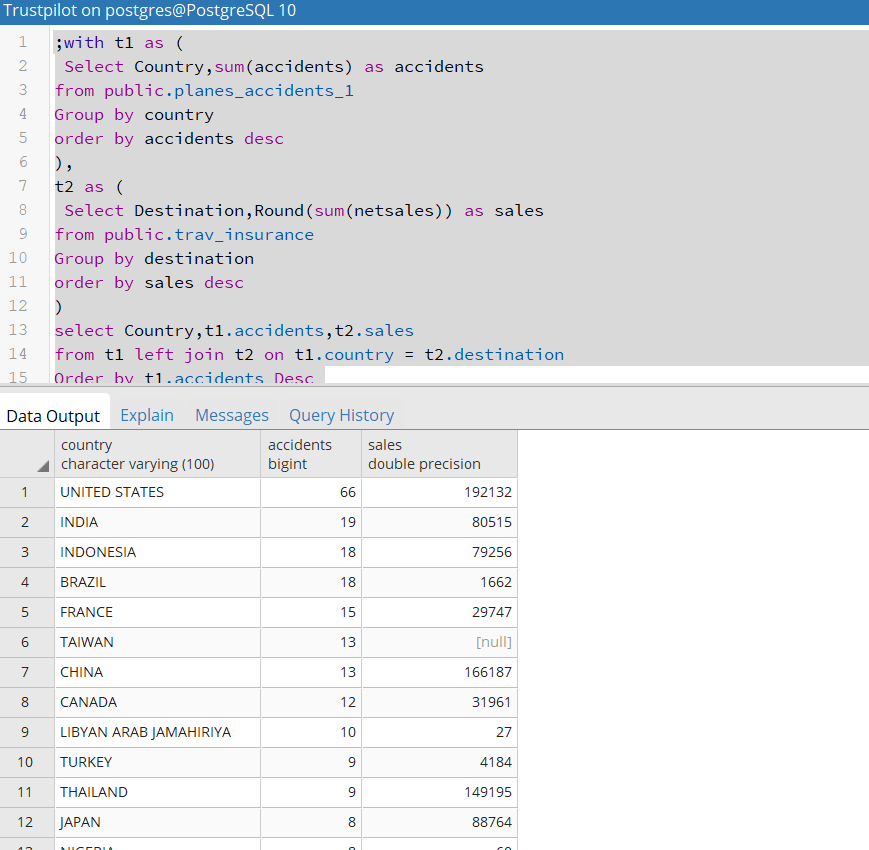 Trustpilot on postgres@PostgreSQL 10
1 ;with t1 as (
2 Select Country,sum(accidents) as accidents
3 from public.planes_accidents_1
4 Group by country
5 order by accidents desc
6 ),
7 t2 as (
8 Select Destination,Round(sum(netsales)) as sales
9 from public.trav_insurance
10 Group by destination
11 order by sales desc
12 )
13 select Country,t1.accidents,t2.sales
14 from t1 left join t2 on t1.country = t2.destination
15 Order by t1.accidents Desc
Data Output Explain Messages Query History
country accidents sales
character varying (100) bigint double precision
1 UNITED STATES 66 192132
2 INDIA 19 80515
3 INDONESIA 18 79256
4 BRAZIL 18 1662
5 FRANCE 15 29747
6 TAIWAN 13 [null]
7 CHINA 13 166187
8 CANADA 12 31961
9 LIBYAN ARAB JAMAHIRIYA 10 27
10 TURKEY 9 4184
11 THAILAND 9 149195
12 JAPAN 8 88764
13 NIGERIA 8